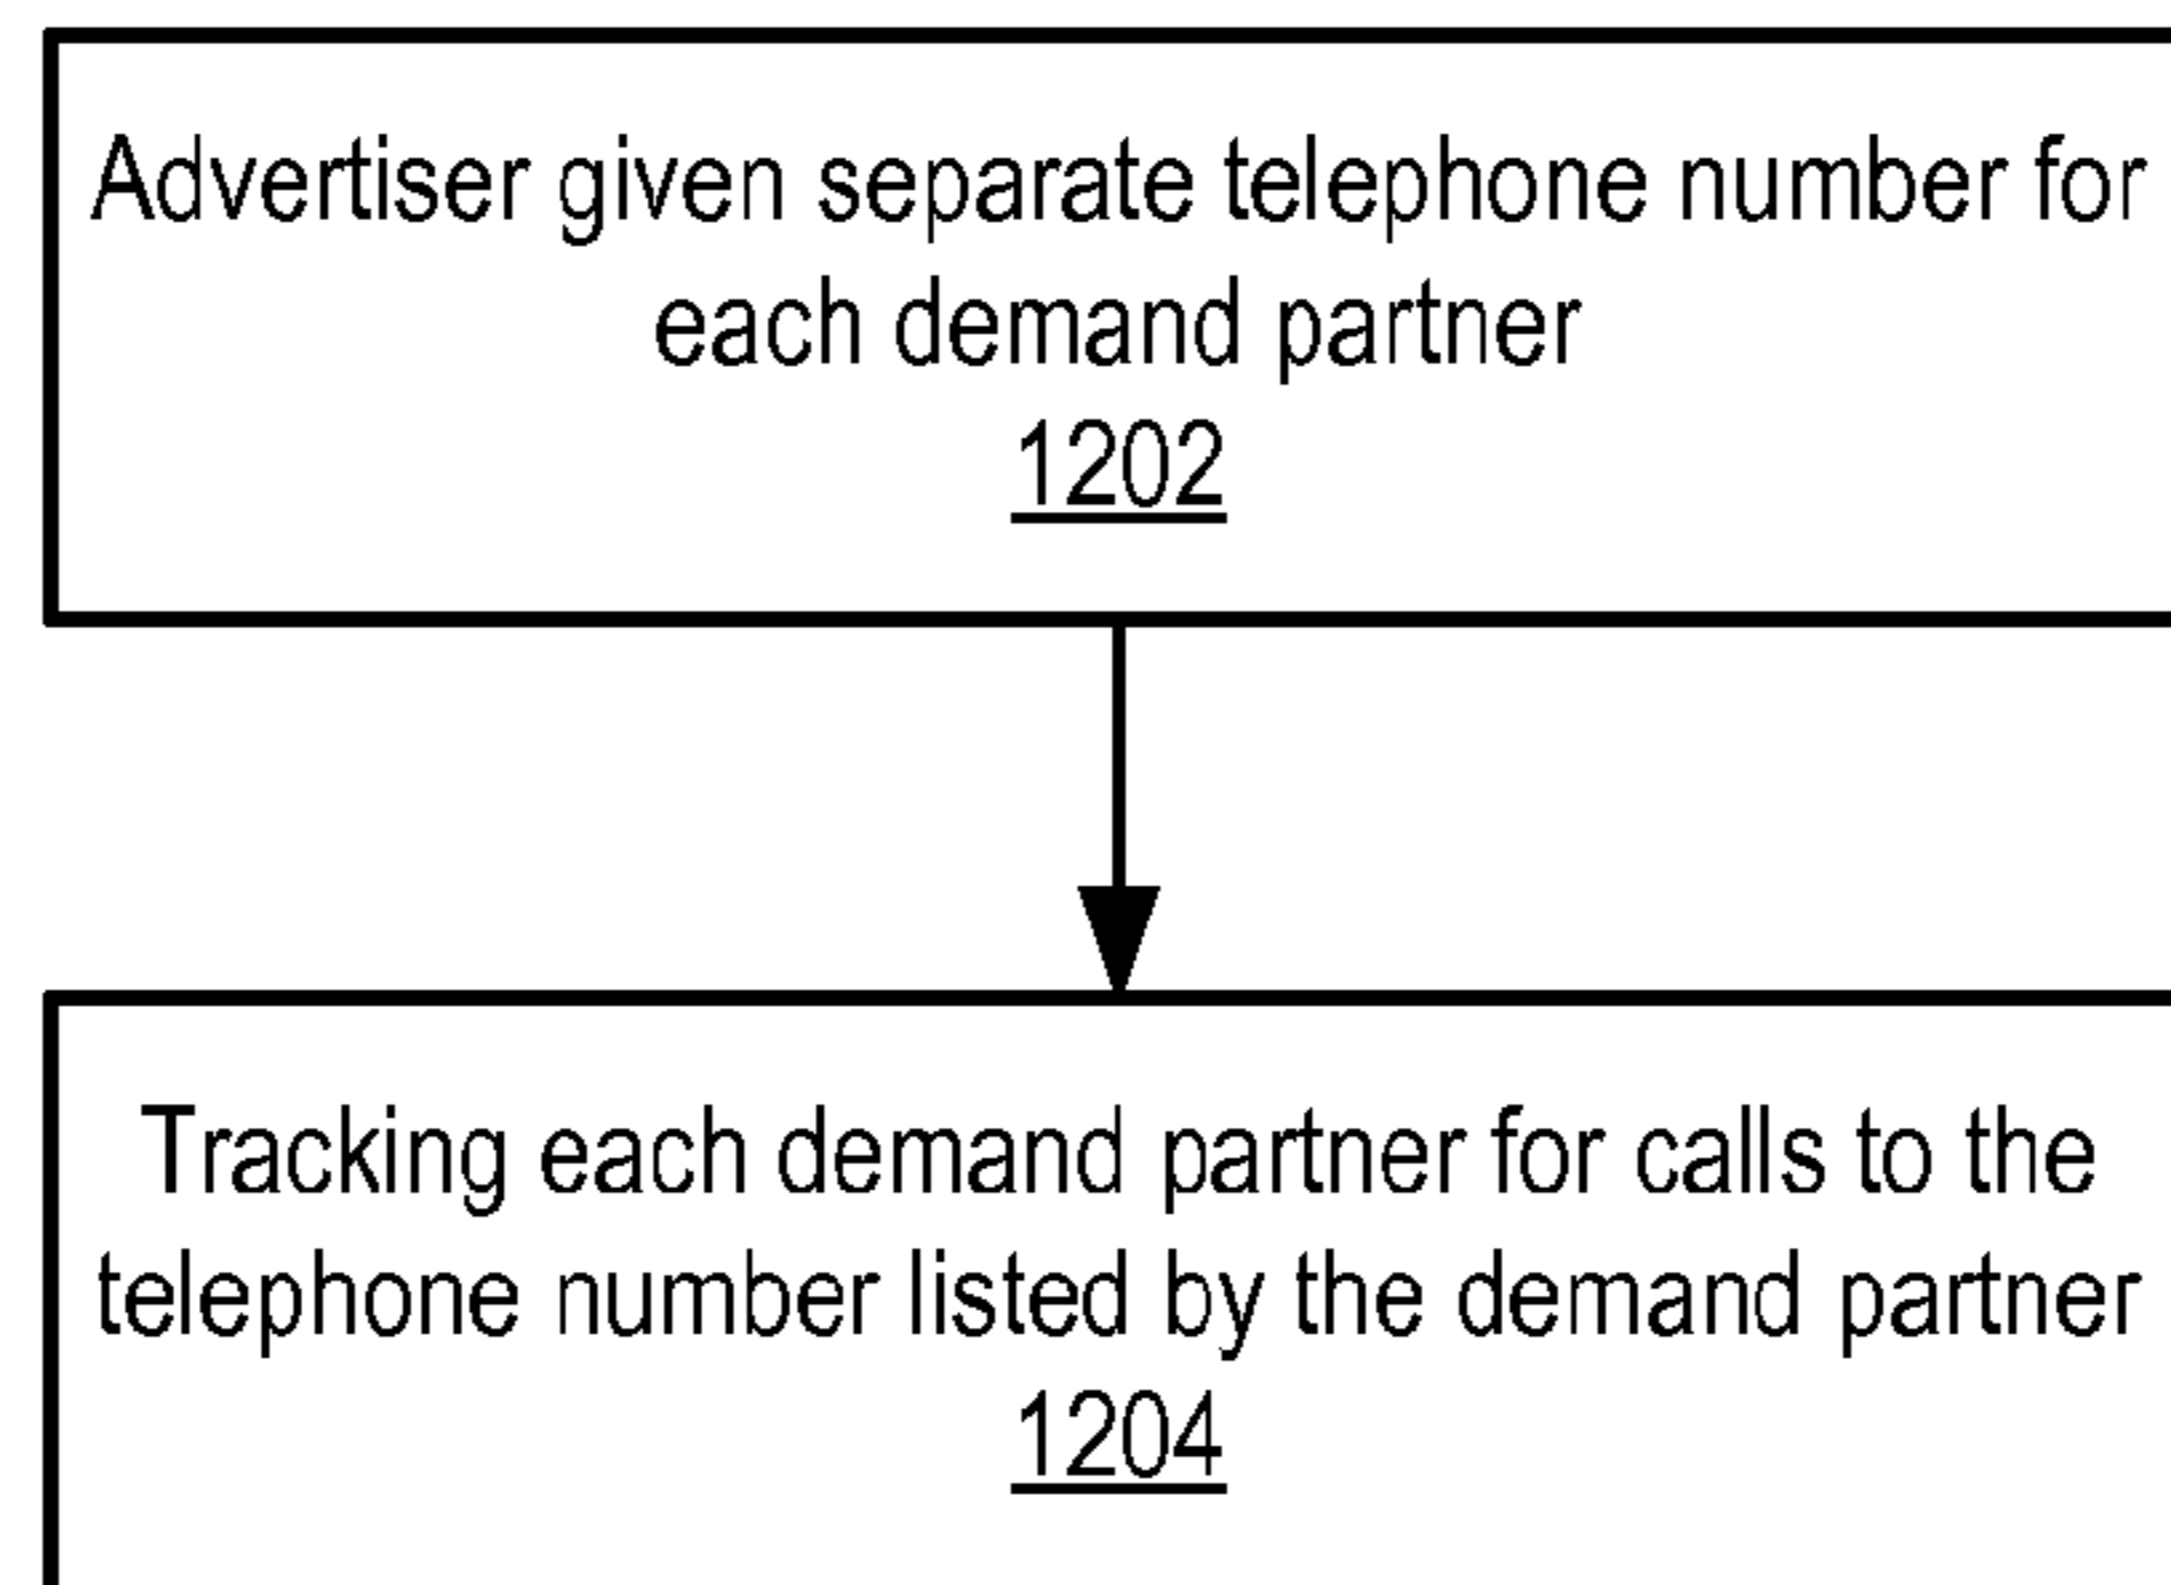 Advertiser given separate telephone number for
each demand partner
1202
Tracking each demand partner for calls to the
telephone number listed by the demand partner
1204